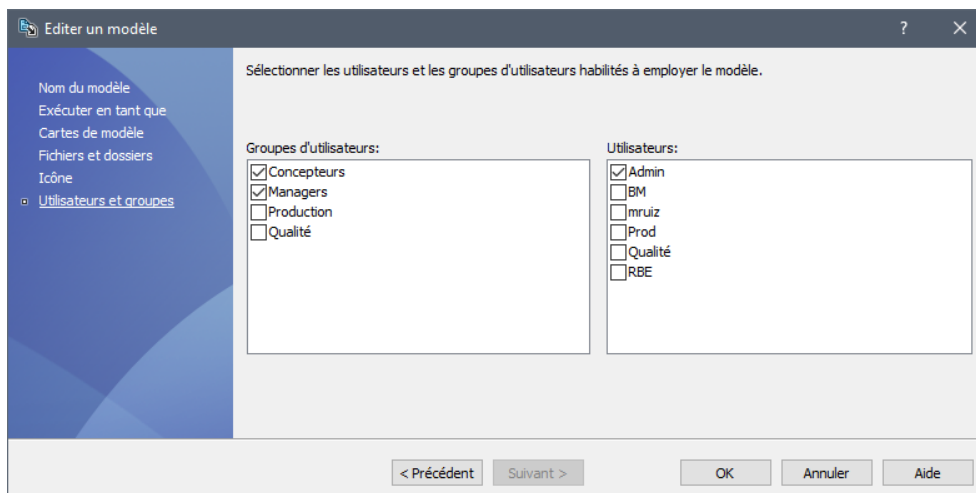 Editer un modèle
?
Nom du modèle
Exécuter en tant que
Cartes de modèle
Fichiers et dossiers
Icône
Utilisateurs et groupes
Sélectionner les utilisateurs et les groupes d'utilisateurs habilités à employer le modèle.
Groupes d'utilisateurs:
Concepteurs
Managers
Production
Qualité
Utilisateurs:
Admin
BM
mruiz
Prod
Qualité
RBE
< Précédent
Suivant >
OK
Annuler
Aide